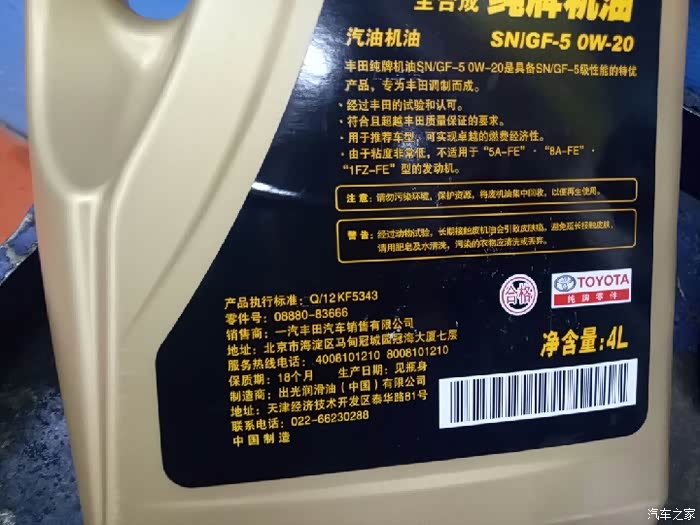 全合成 纯牌机油
汽油机油 SN/GF-5 0W-20
丰田纯牌机油SN/GF-5 0W-20是具备SN/GF-5级性能的特优
产品，专为丰田调制而成。
·经过丰田的试验和认可。
·符合且超越丰田质量保证的要求。
·用于推荐车型，可实现卓越的燃费经济性。
·由于粘度非常低，不适用于“5A-FE”·“8A-FE”·
“1FZ-FE”型的发动机。
注意：请勿污染环境，保护资源，将废机油集中回收，以便再生使用。
警告：经过动物试验，长期接触废机油会引致皮肤癌，避免延长接触皮肤，
请用肥皂及水清洗，污染的衣物应清洗或丢弃。
产品执行标准：Q/12KF5343
零件号：08880-83666
销售商：一汽丰田汽车销售有限公司
地址：北京市海淀区马甸冠城园冠海大厦七层
服务热线电话：4006101210 8008101210
保质期：18个月 生产日期：见瓶身
制造商：出光润滑油（中国）有限公司
地址：天津经济技术开发区泰华路81号
联系电话：022-66230288
中国制造
合格
TOYOTA
纯牌零件
净含量:4L
汽车之家